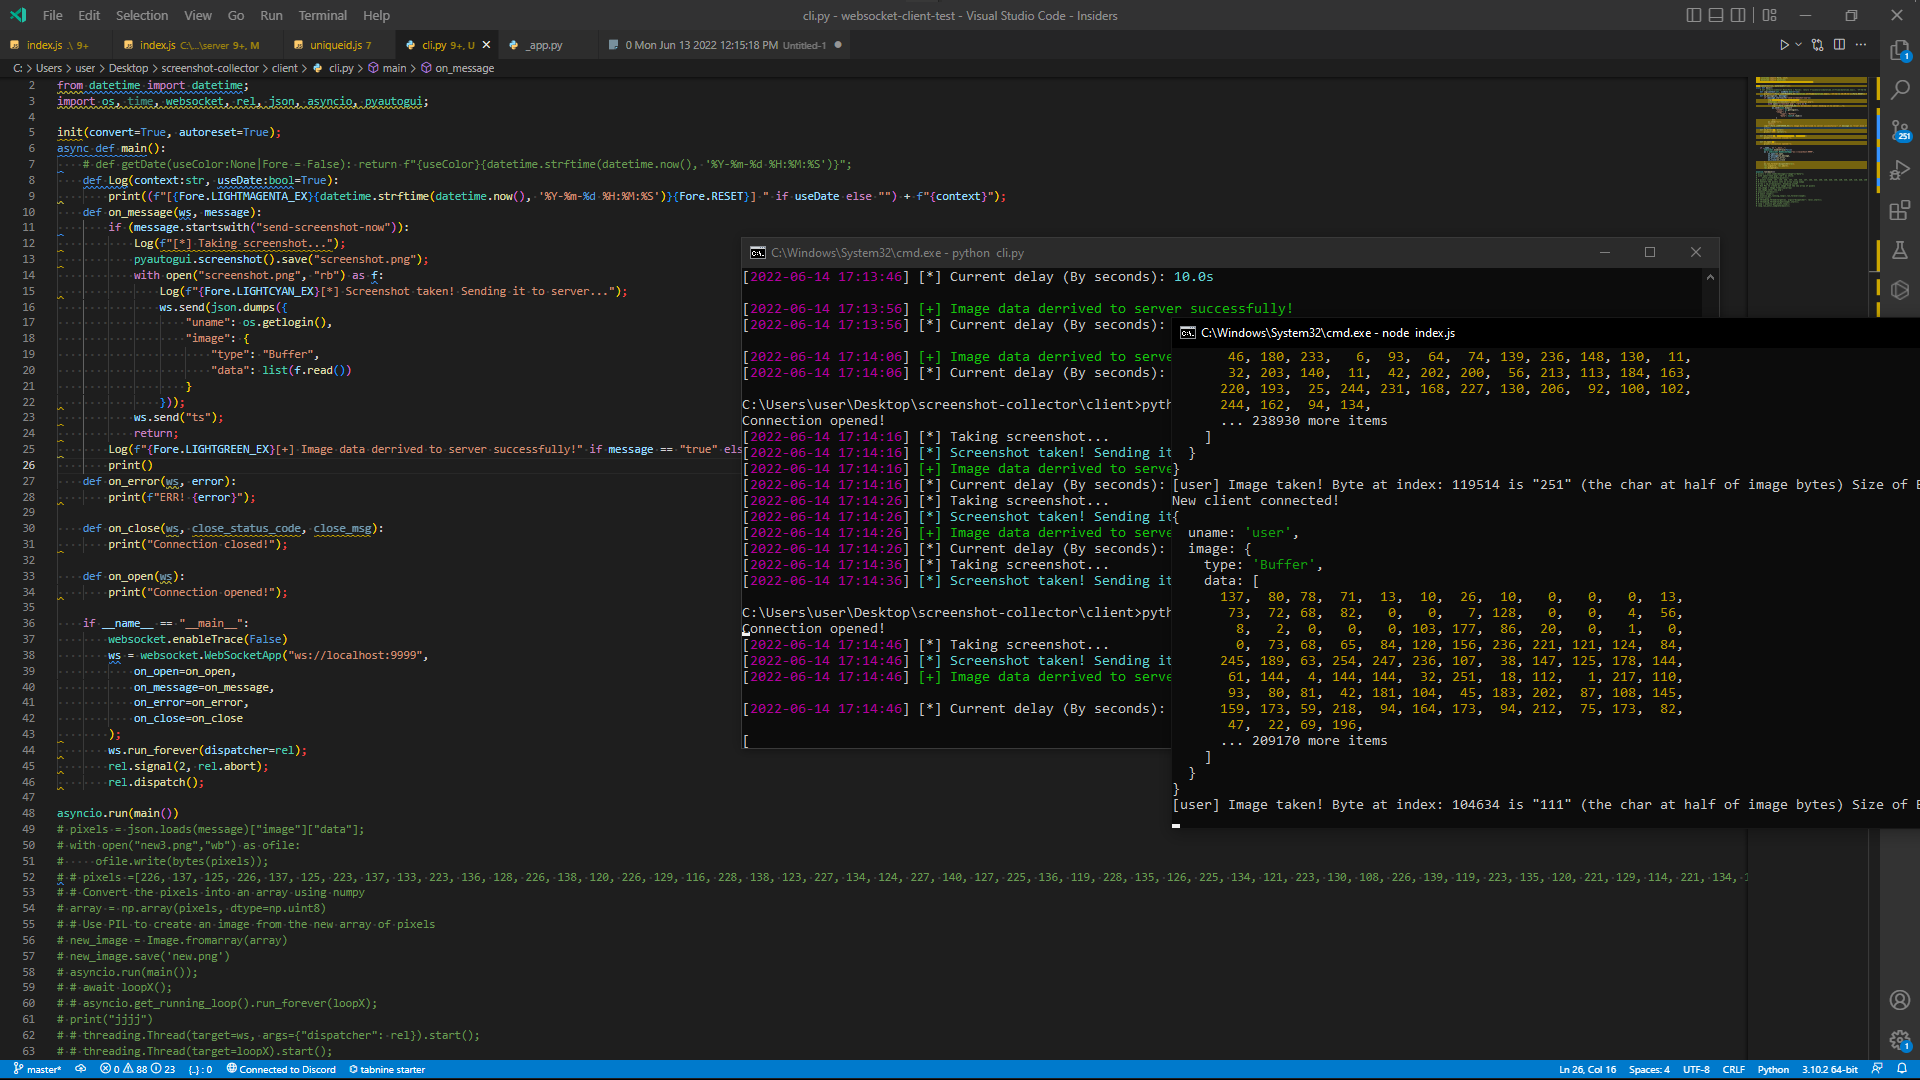 File Edit Selection View Go Run Terminal Help
cli.py - websocket-client-test - Visual Studio Code - Insiders
index.js .\ 9+
index.js C:\...\server 9+, M
uniqueid.js 7
cli.py 9+, U
_app.py
0 Mon Jun 13 2022 12:15:18 PM Untitled-1
C: > Users > user > Desktop > screenshot-collector > client > cli.py > main > on_message
2 from datetime import datetime;
3 import os, time, websocket, rel, json, asyncio, pyautogui;
4
5 init(convert=True, autoreset=True);
6 async def main():
7 # def getDate(useColor:None|Fore = False): return f"{useColor}{datetime.strftime(datetime.now(), '%Y-%m-%d %H:%M:%S')}";
8 def Log(context:str, useDate:bool=True):
9 print((f"[{Fore.LIGHTMAGENTA_EX}{datetime.strftime(datetime.now(), '%Y-%m-%d %H:%M:%S')}{Fore.RESET}] " if useDate else "") + f"{context}");
10 def on_message(ws, message):
11 if (message.startswith("send-screenshot-now")):
12 Log(f"[*] Taking screenshot...");
13 pyautogui.screenshot().save("screenshot.png");
14 with open("screenshot.png", "rb") as f:
15 Log(f"{Fore.LIGHTCYAN_EX}[*] Screenshot taken! Sending it to server...");
16 ws.send(json.dumps({
17 "uname": os.getlogin(),
18 "image": {
19 "type": "Buffer",
20 "data": list(f.read())
21 }
22 }));
23 ws.send("ts");
24 return;
25 Log(f"{Fore.LIGHTGREEN_EX}[+] Image data derrived to server successfully!" if message == "true" els
26 print()
27 def on_error(ws, error):
28 print(f"ERR! {error}");
29
30 def on_close(ws, close_status_code, close_msg):
31 print("Connection closed!");
32
33 def on_open(ws):
34 print("Connection opened!");
35
36 if __name__ == "__main__":
37 websocket.enableTrace(False)
38 ws = websocket.WebSocketApp("ws://localhost:9999",
39 on_open=on_open,
40 on_message=on_message,
41 on_error=on_error,
42 on_close=on_close
43 );
44 ws.run_forever(dispatcher=rel);
45 rel.signal(2, rel.abort);
46 rel.dispatch();
47
48 asyncio.run(main())
49 # pixels = json.loads(message)["image"]["data"];
50 # with open("new3.png","wb") as ofile:
51 # ofile.write(bytes(pixels));
52 # # pixels =[226, 137, 125, 226, 137, 125, 223, 137, 133, 223, 136, 128, 226, 138, 120, 226, 129, 116, 228, 138, 123, 227, 134, 124, 227, 140, 127, 225, 136, 119, 228, 135, 126, 225, 134, 121, 223, 130, 108, 226, 139, 119, 223, 135, 120, 221, 129, 114, 221, 134, 1
53 # # Convert the pixels into an array using numpy
54 # array = np.array(pixels, dtype=np.uint8)
55 # # Use PIL to create an image from the new array of pixels
56 # new_image = Image.fromarray(array)
57 # new_image.save('new.png')
58 # asyncio.run(main());
59 # # await loopX();
60 # # asyncio.get_running_loop().run_forever(loopX);
61 # print("jjjj")
62 # # threading.Thread(target=ws, args={"dispatcher": rel}).start();
63 # # threading.Thread(target=loopX).start();
C:\Windows\System32\cmd.exe - python cli.py
[2022-06-14 17:13:46] [*] Current delay (By seconds): 10.0s
[2022-06-14 17:13:56] [+] Image data derrived to server successfully!
[2022-06-14 17:13:56] [*] Current delay (By seconds):
[2022-06-14 17:14:06] [+] Image data derrived to serve
[2022-06-14 17:14:06] [*] Current delay (By seconds):
C:\Users\user\Desktop\screenshot-collector\client>pyth
Connection opened!
[2022-06-14 17:14:16] [*] Taking screenshot...
[2022-06-14 17:14:16] [*] Screenshot taken! Sending it
[2022-06-14 17:14:16] [+] Image data derrived to serve
[2022-06-14 17:14:16] [*] Current delay (By seconds):
[2022-06-14 17:14:26] [*] Taking screenshot...
[2022-06-14 17:14:26] [*] Screenshot taken! Sending it
[2022-06-14 17:14:26] [+] Image data derrived to serve
[2022-06-14 17:14:26] [*] Current delay (By seconds):
[2022-06-14 17:14:36] [*] Taking screenshot...
[2022-06-14 17:14:36] [*] Screenshot taken! Sending it
C:\Users\user\Desktop\screenshot-collector\client>pyth
Connection opened!
[2022-06-14 17:14:46] [*] Taking screenshot...
[2022-06-14 17:14:46] [*] Screenshot taken! Sending it
[2022-06-14 17:14:46] [+] Image data derrived to serve
[2022-06-14 17:14:46] [*] Current delay (By seconds):
[
C:\Windows\System32\cmd.exe - node index.js
46, 180, 233, 6, 93, 64, 74, 139, 236, 148, 130, 11,
32, 203, 140, 11, 42, 202, 200, 56, 213, 113, 184, 163,
220, 193, 25, 244, 231, 168, 227, 130, 206, 92, 100, 102,
244, 162, 94, 134,
... 238930 more items
]
}
}
[user] Image taken! Byte at index: 119514 is "251" (the char at half of image bytes) Size of B
New client connected!
{
uname: 'user',
image: {
type: 'Buffer',
data: [
137, 80, 78, 71, 13, 10, 26, 10, 0, 0, 0, 13,
73, 72, 68, 82, 0, 0, 7, 128, 0, 0, 4, 56,
8, 2, 0, 0, 0, 103, 177, 86, 20, 0, 1, 0,
0, 73, 68, 65, 84, 120, 156, 236, 221, 121, 124, 84,
245, 189, 63, 254, 247, 236, 107, 38, 147, 125, 178, 144,
61, 144, 4, 144, 144, 32, 251, 18, 112, 1, 217, 110,
93, 80, 81, 42, 181, 104, 45, 183, 202, 87, 108, 145,
159, 173, 59, 218, 94, 164, 173, 94, 212, 75, 173, 82,
47, 22, 69, 196,
... 209170 more items
]
}
}
[user] Image taken! Byte at index: 104634 is "111" (the char at half of image bytes) Size of B
1
251
1
master* 0 88 23 {..} : 0 Connected to Discord tabnine starter
Ln 26, Col 16 Spaces: 4 UTF-8 CRLF Python 3.10.2 64-bit